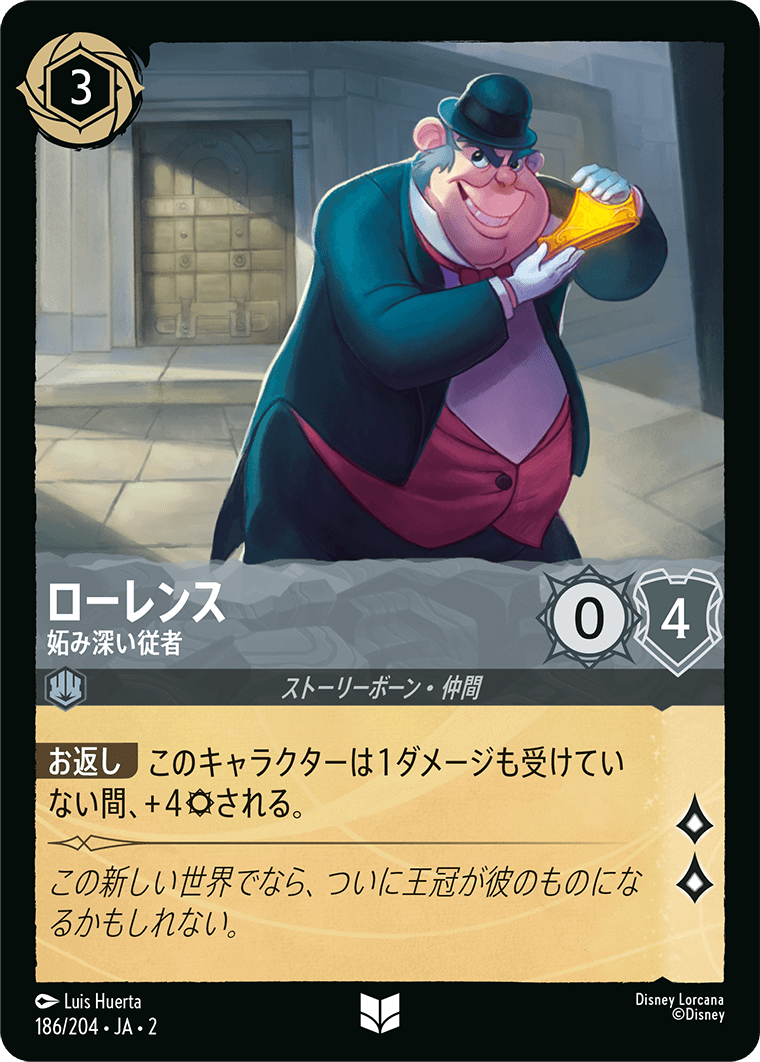 3
ローレンス
妬み深い従者
0
4
ストーリーボーン・仲間
お返し このキャラクターは1ダメージも受けてい
ない間、+4される。
この新しい世界でなら、ついに王冠が彼のものにな
るかもしれない。
Luis Huerta
186/204・JA・2
Disney Lorcana
©Disney